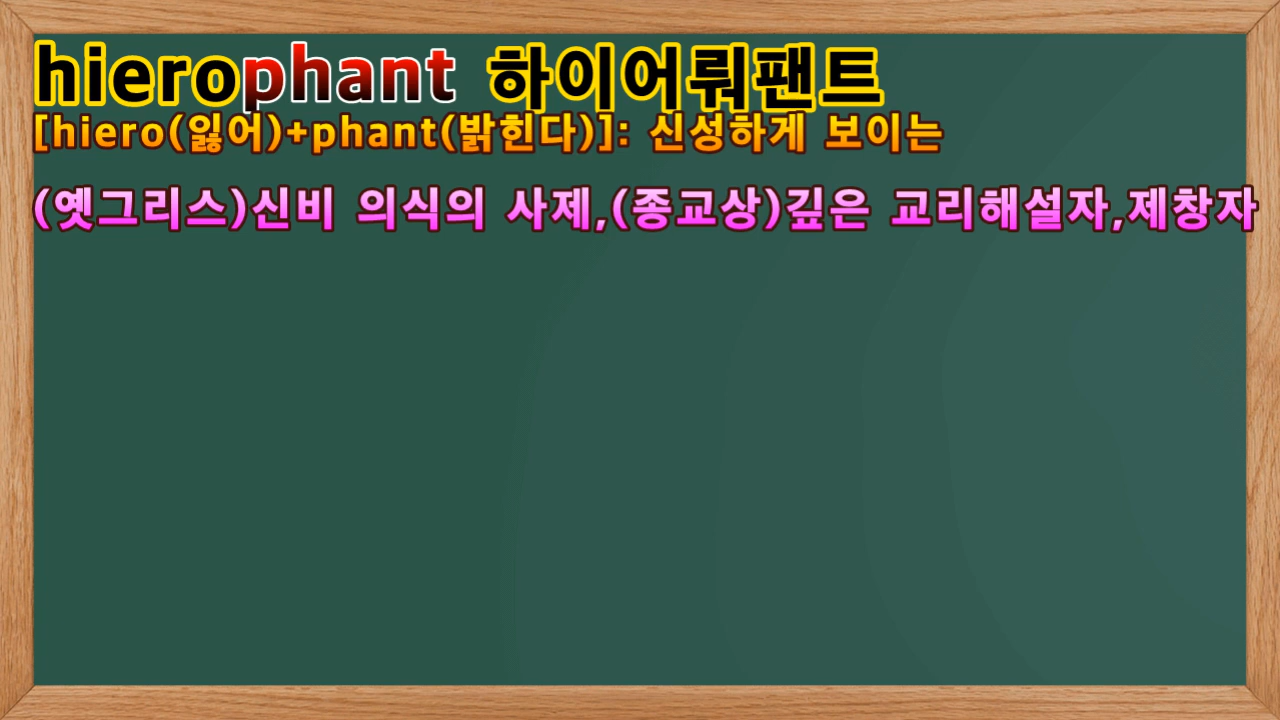 hierophant 하이어뤄팬트
[hiero(잃어)+phant(밝힌다)]: 신성하게 보이는
(옛그리스)신비 의식의 사제,(종교상)깊은 교리해설자,제창자